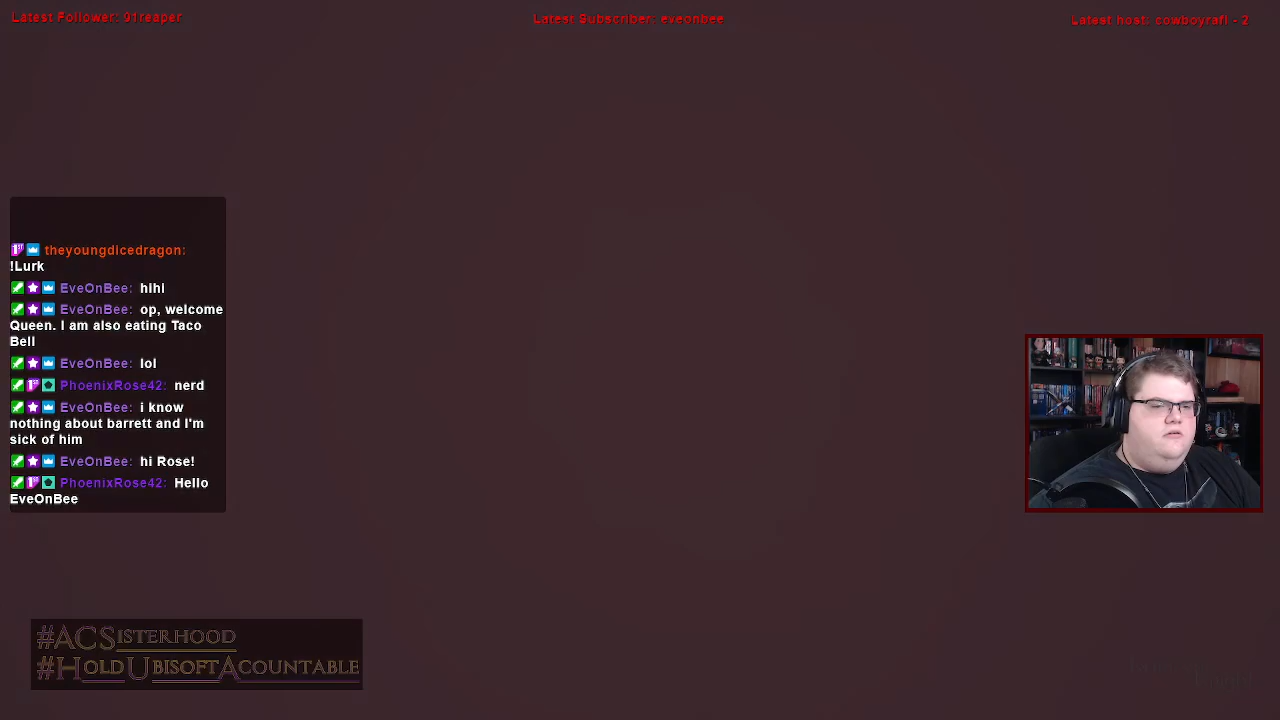 Latest Follower: 01reaper
Latest Subscriber: eveonbee
Latest host: cowboyrafi - 2
theyoungdicedragon:
!Lurk
EveOnBee: hihi
EveOnBee: op, welcome
Queen. I am also eating Taco
Bell
EveOnBee: lol
PhoenixRose42: nerd
EveOnBee: i know
nothing about barrett and I'm
sick of him
EveOnBee: hi Rose!
PhoenixRose42: Hello
EveOnBee
#ACSisterhood
#HoldUbisoftAcountable